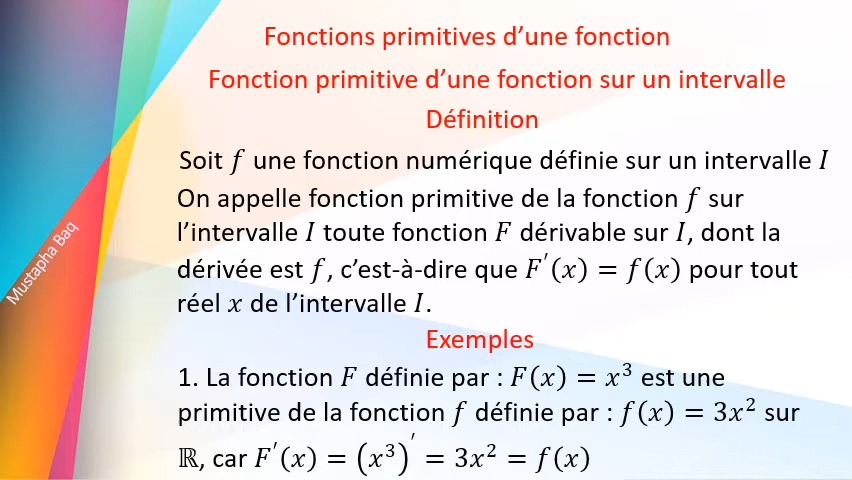 Fonctions primitives d’une fonction
Fonction primitive d’une fonction sur un intervalle
Définition
Soit 𝑓 une fonction numérique définie sur un intervalle 𝐼
On appelle fonction primitive de la fonction 𝑓 sur
l’intervalle 𝐼 toute fonction 𝐹 dérivable sur 𝐼, dont la
dérivée est 𝑓, c’est-à-dire que 𝐹′(𝑥) = 𝑓(𝑥) pour tout
réel 𝑥 de l’intervalle 𝐼.
Exemples
1. La fonction 𝐹 définie par : 𝐹(𝑥) = 𝑥³ est une
primitive de la fonction 𝑓 définie par : 𝑓(𝑥) = 3𝑥² sur
ℝ, car 𝐹′(𝑥) = (𝑥³)′ = 3𝑥² = 𝑓(𝑥)
Mustapha Baq